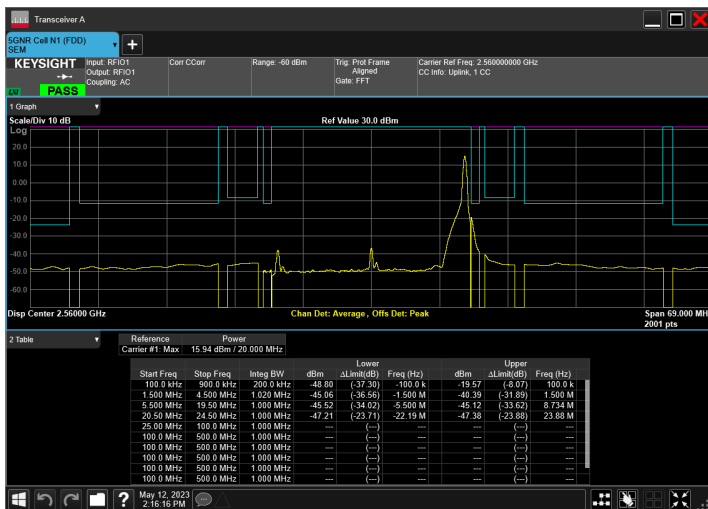 Transceiver A
5GNR Cell N1 (FDD)
SEM
KEYSIGHT
LXI
PASS
Input: RFIO1
Output: RFIO1
Coupling: AC
Corr CCorr
Range: -60 dBm
Trig: Prot Frame
Aligned
Gate: FFT
Carrier Ref Freq: 2.560000000 GHz
CC Info: Uplink, 1 CC
1 Graph
Scale/Div 10 dB
Ref Value 30.0 dBm
Log
20.0
10.0
0.00
-10.0
-20.0
-30.0
-40.0
-50.0
-60.0
Disp Center 2.56000 GHz
Chan Det: Average, Offs Det: Peak
Span 69.000 MH
2001 pts
2 Table
Reference Power
Carrier #1: Max 15.94 dBm / 20.000 MHz
Lower Upper
Start Freq Stop Freq Integ BW dBm ΔLimit(dB) Freq (Hz) dBm ΔLimit(dB) Freq (Hz)
100.0 kHz 900.0 kHz 200.0 kHz -48.80 (-37.30) -100.0 k -19.57 (-8.07) 100.0 k
1.500 MHz 4.500 MHz 1.020 MHz -45.06 (-36.56) -1.500 M -40.39 (-31.89) 1.500 M
5.500 MHz 19.50 MHz 1.000 MHz -45.52 (-34.02) -5.500 M -45.12 (-33.62) 8.734 M
20.50 MHz 24.50 MHz 1.000 MHz -47.21 (-23.71) -22.19 M -47.38 (-23.88) 23.88 M
25.00 MHz 100.0 MHz 1.000 MHz --- (---) --- --- (---) ---
100.0 MHz 500.0 MHz 1.000 MHz --- (---) --- --- (---) ---
100.0 MHz 500.0 MHz 1.000 MHz --- (---) --- --- (---) ---
100.0 MHz 500.0 MHz 1.000 MHz --- (---) --- --- (---) ---
100.0 MHz 500.0 MHz 1.000 MHz --- (---) --- --- (---) ---
100.0 MHz 500.0 MHz 1.000 MHz --- (---) --- --- (---) ---
May 12, 2023
2:16:16 PM